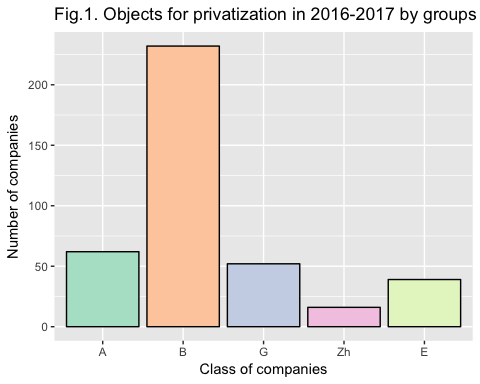 Fig.1. Objects for privatization in 2016-2017 by groups
Number of companies
200
150
100
50
0
A B G Zh E
Class of companies